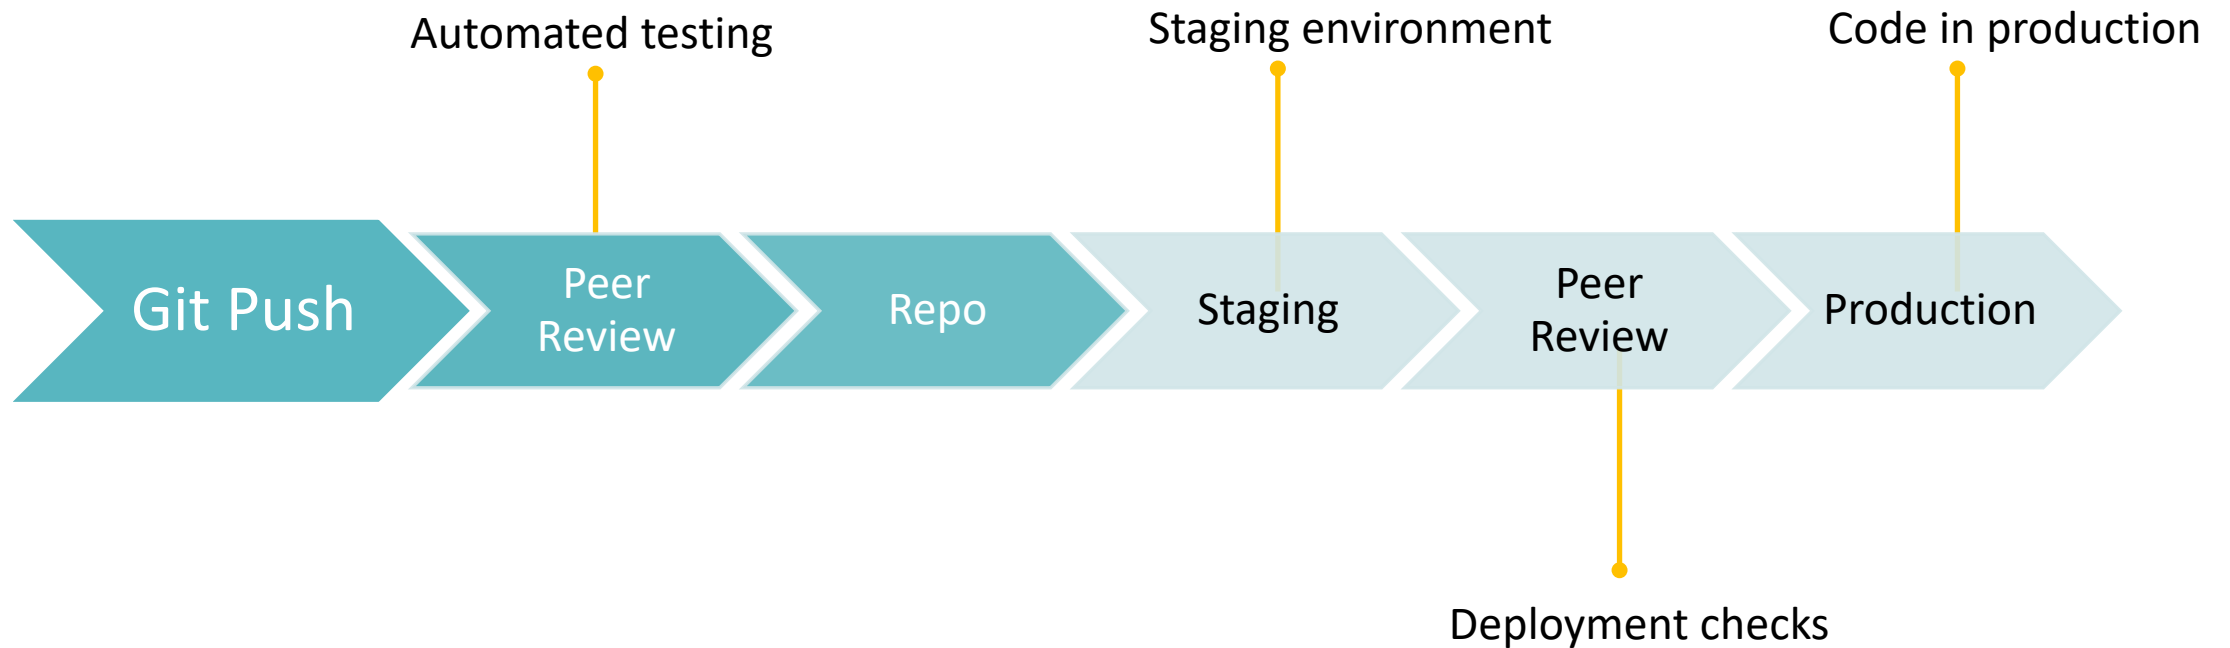 Automated testing
Staging environment
Code in production
Git Push
Peer
Review
Repo
Staging
Peer
Review
Production
Deployment checks